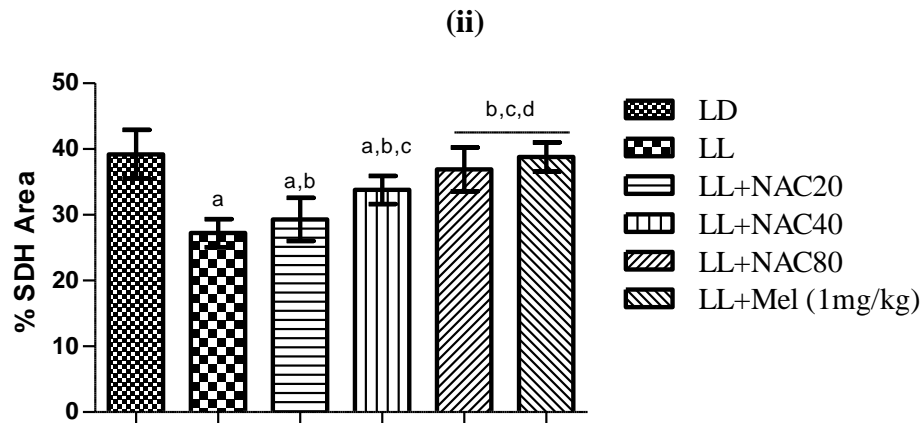 (ii)
% SDH Area
50
40
30
20
10
0
a
a,b
a,b,c
b,c,d
LD
LL
LL+NAC20
LL+NAC40
LL+NAC80
LL+Mel (1mg/kg)